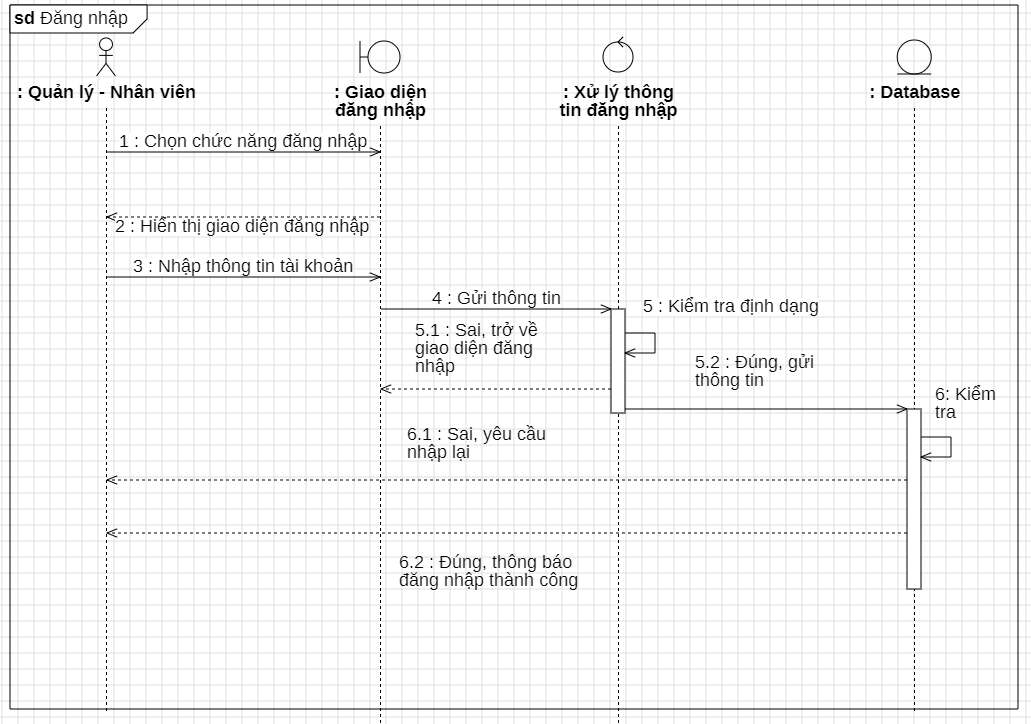 sd Đăng nhập
: Quản lý - Nhân viên
: Giao diện
đăng nhập
: Xử lý thông
tin đăng nhập
: Database
1 : Chọn chức năng đăng nhập
2 : Hiển thị giao diện đăng nhập
3 : Nhập thông tin tài khoản
4 : Gửi thông tin
5 : Kiểm tra định dạng
5.1 : Sai, trở về
giao diện đăng
nhập
5.2 : Đúng, gửi
thông tin
6: Kiểm
tra
6.1 : Sai, yêu cầu
nhập lại
6.2 : Đúng, thông báo
đăng nhập thành công